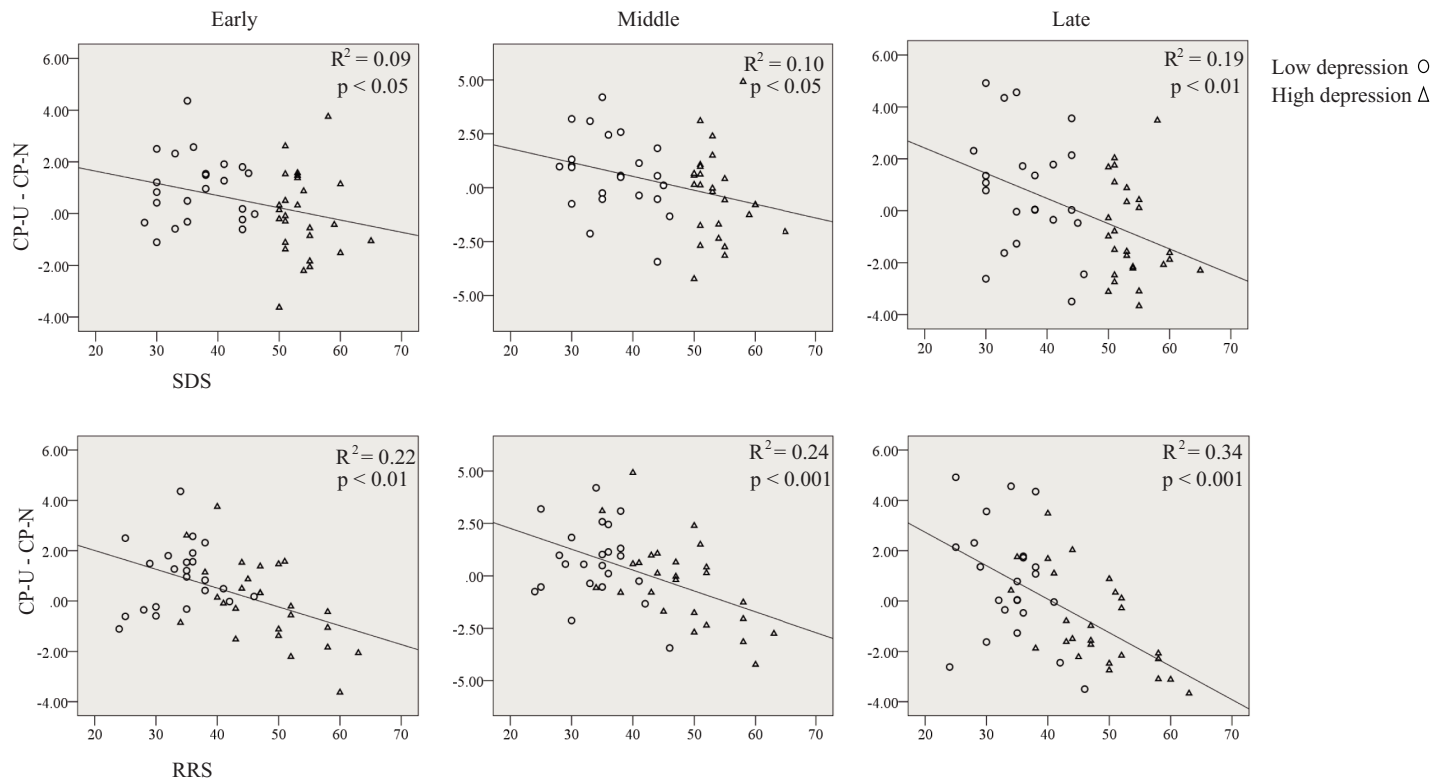 Early
Middle
Late
R² = 0.09
p < 0.05
R² = 0.10
p < 0.05
R² = 0.19
p < 0.01
Low depression
High depression
CP-U - CP-N
6.00
4.00
2.00
.00
-2.00
-4.00
20 30 40 50 60 70
5.00
2.50
.00
-2.50
-5.00
20 30 40 50 60 70
6.00
4.00
2.00
.00
-2.00
-4.00
20 30 40 50 60 70
SDS
R² = 0.22
p < 0.01
R² = 0.24
p < 0.001
R² = 0.34
p < 0.001
CP-U - CP-N
6.00
4.00
2.00
.00
-2.00
-4.00
20 30 40 50 60 70
5.00
2.50
.00
-2.50
-5.00
20 30 40 50 60 70
6.00
4.00
2.00
.00
-2.00
-4.00
20 30 40 50 60 70
RRS